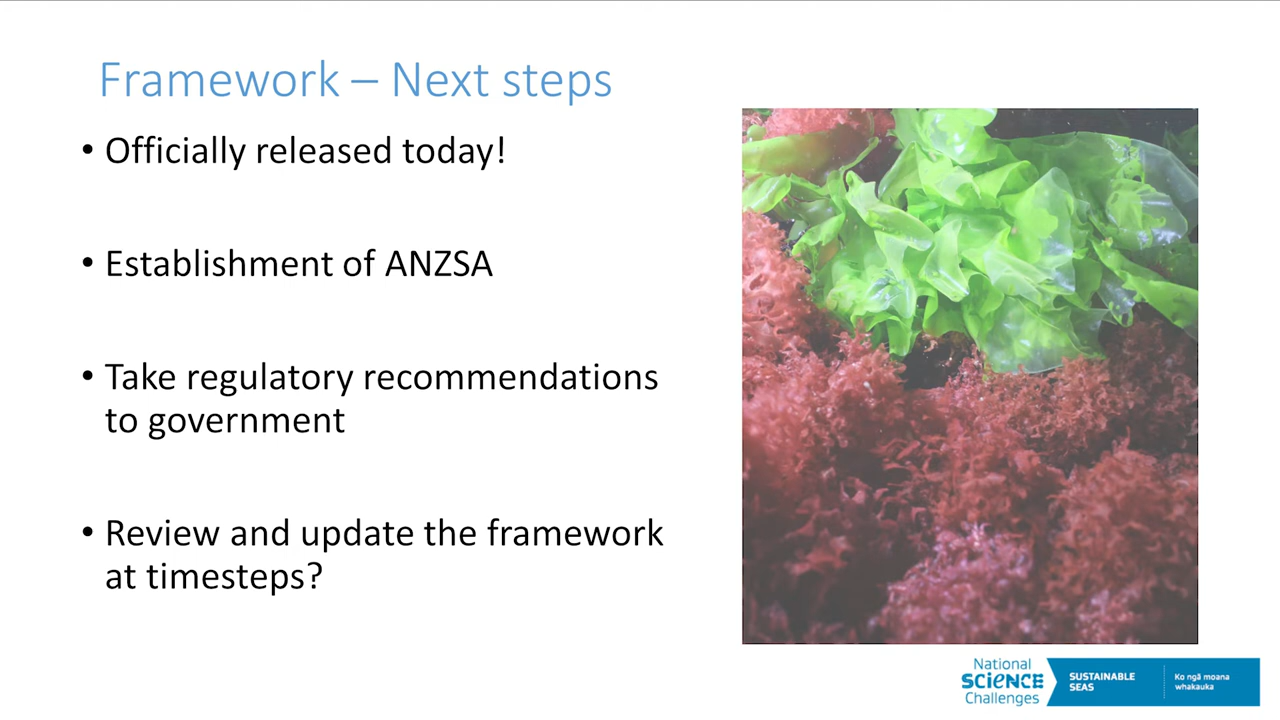 Framework – Next steps
• Officially released today!
• Establishment of ANZSA
• Take regulatory recommendations
to government
• Review and update the framework
at timesteps?
National
SCIENCE
Challenges
SUSTAINABLE
SEAS
Ko ngā moana
whakauka